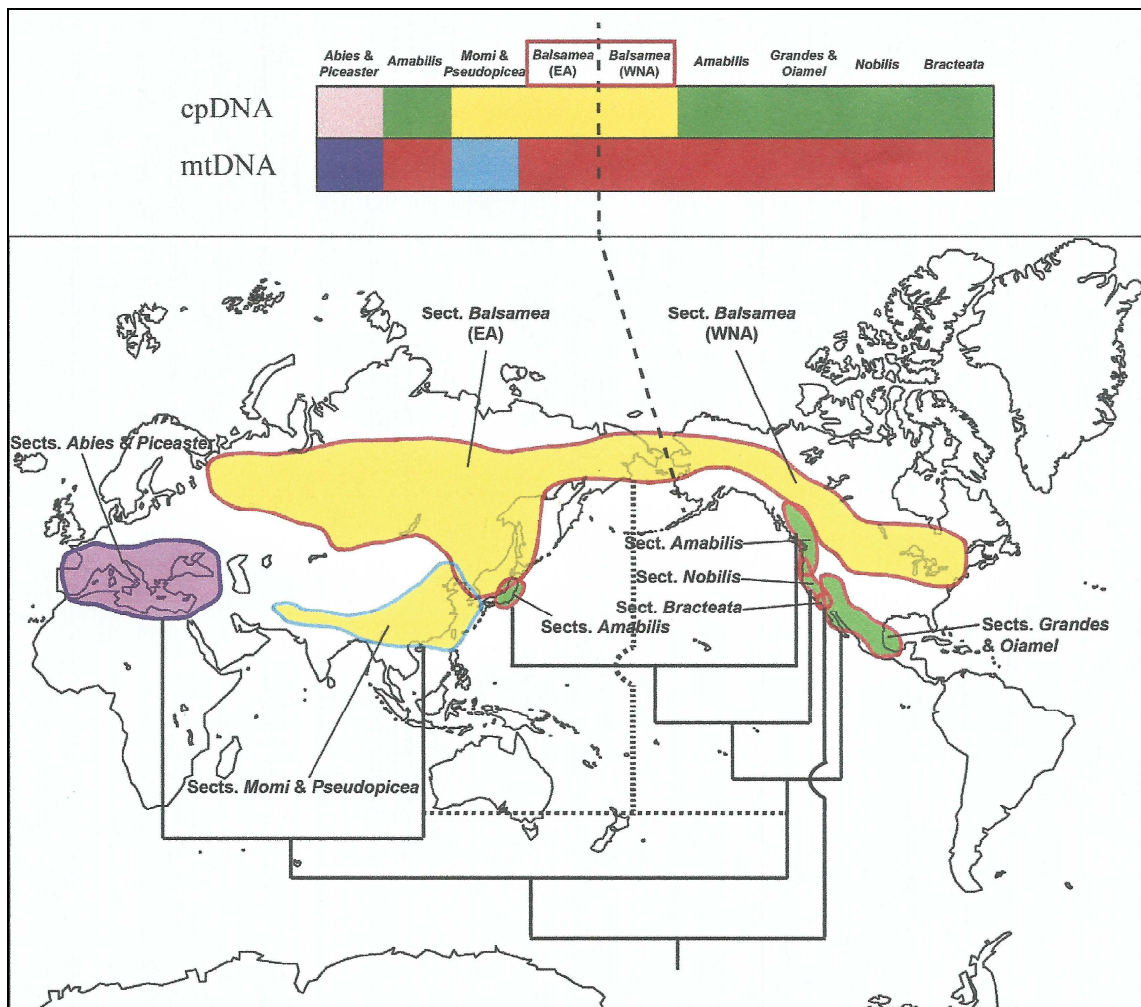 Abies &
Piceaster
Amabilis
Momi &
Pseudopicea
Balsamea
(EA)
Balsamea
(WNA)
Amabilis
Grandes &
Oiamel
Nobilis
Bracteata
cpDNA
mtDNA
Sect. Balsamea
(EA)
Sect. Balsamea
(WNA)
Sects. Abies & Piceaster
Sect. Amabilis
Sect. Nobilis
Sect. Bracteata
Sects. Amabilis
Sects. Grandes
& Oiamel
Sects. Momi & Pseudopicea